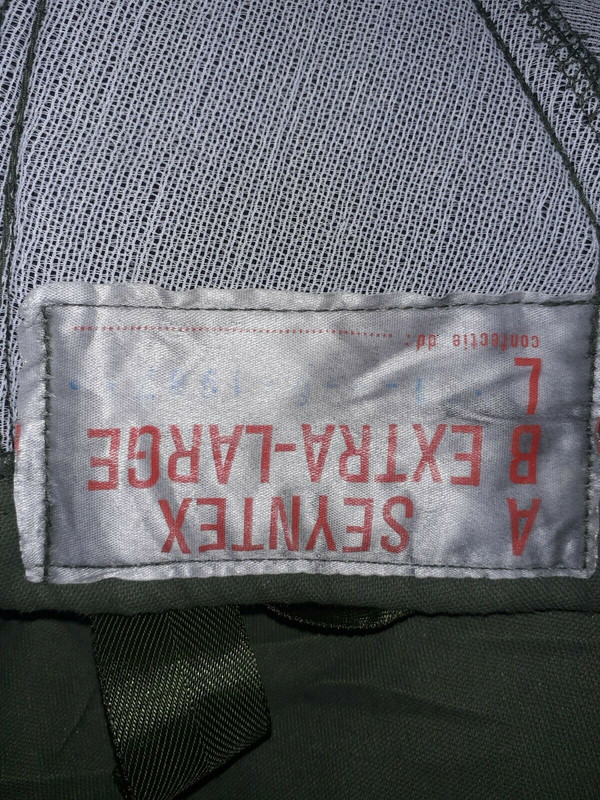 A SEYNTEX
B EXTRA-LARGE
L
confectie dd: